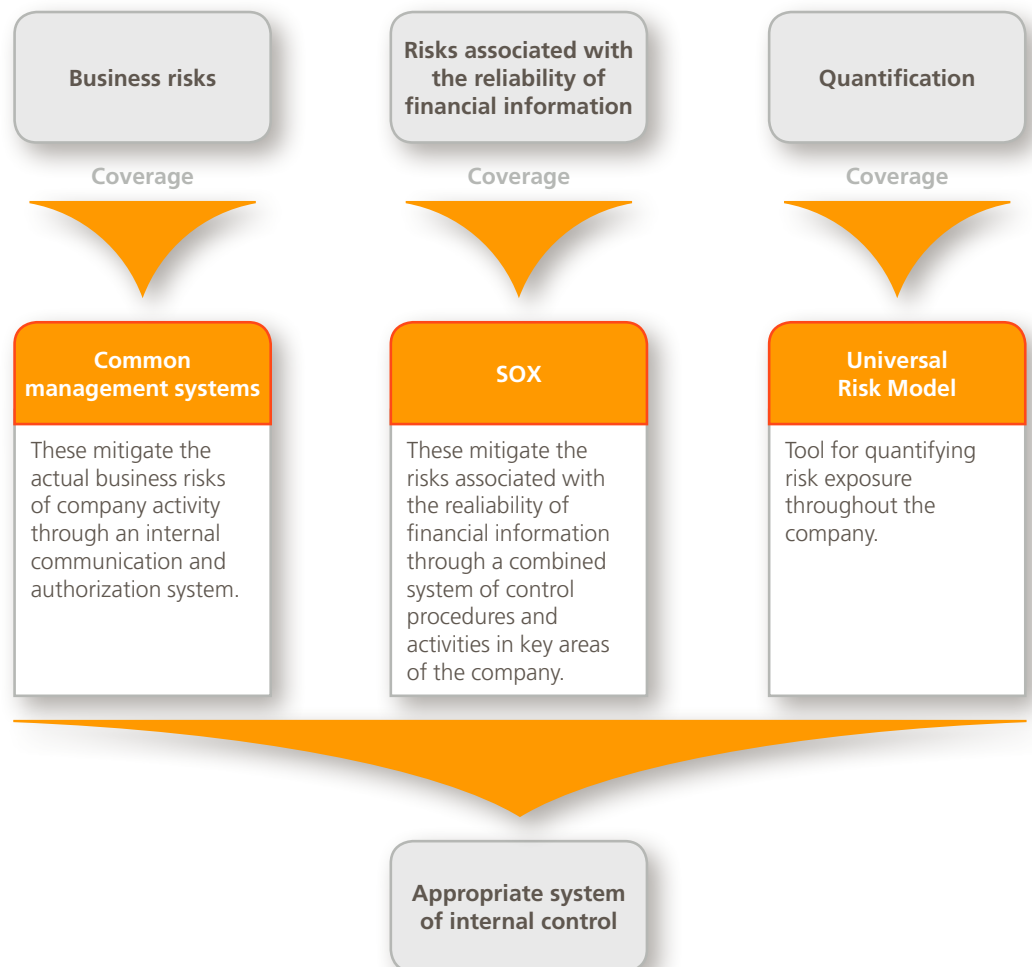 Business risks
Risks associated with
the reliability of
financial information
Quantification
Coverage
Coverage
Coverage
Common
management systems
These mitigate the
actual business risks
of company activity
through an internal
communication and
authorization system.
SOX
These mitigate the
risks associated with
the realiability of
financial information
through a combined
system of control
procedures and
activities in key areas
of the company.
Universal
Risk Model
Tool for quantifying
risk exposure
throughout the
company.
Appropriate system
of internal control